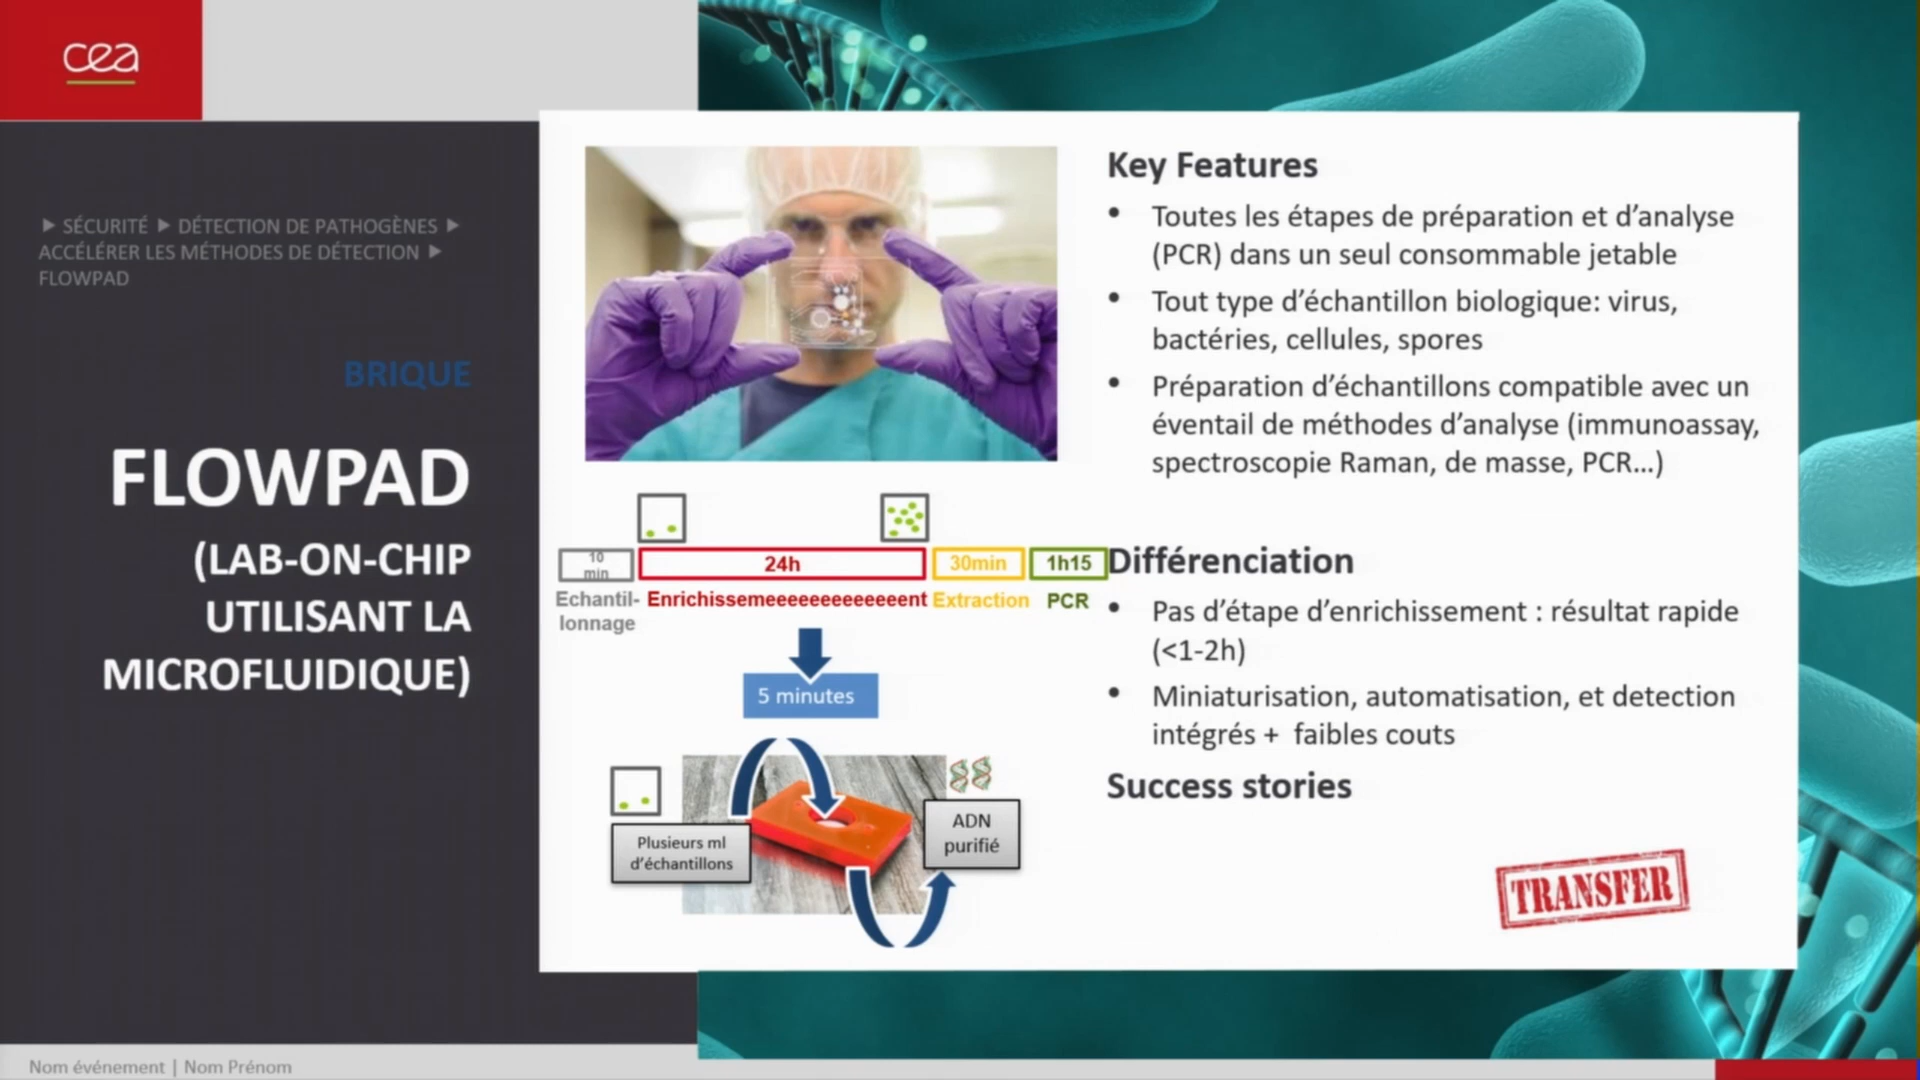 cea
▶ SÉCURITÉ ▶ DÉTECTION DE PATHOGÈNES ▶
ACCÉLÉRER LES MÉTHODES DE DÉTECTION ▶
FLOWPAD
BRIQUE
FLOWPAD
(LAB-ON-CHIP
UTILISANT LA
MICROFLUIDIQUE)
10
min
24h
30min
1h15
Echantil-
lonnage
Enrichissemeeeeeeeeeeeeent
Extraction
PCR
5 minutes
Plusieurs ml
d’échantillons
ADN
purifié
Key Features
• Toutes les étapes de préparation et d’analyse
(PCR) dans un seul consommable jetable
• Tout type d’échantillon biologique: virus,
bactéries, cellules, spores
• Préparation d’échantillons compatible avec un
éventail de méthodes d’analyse (immunoassay,
spectroscopie Raman, de masse, PCR…)
Différenciation
• Pas d’étape d’enrichissement : résultat rapide
(<1-2h)
• Miniaturisation, automatisation, et detection
intégrés + faibles couts
Success stories
TRANSFER
Nom événement | Nom Prénom